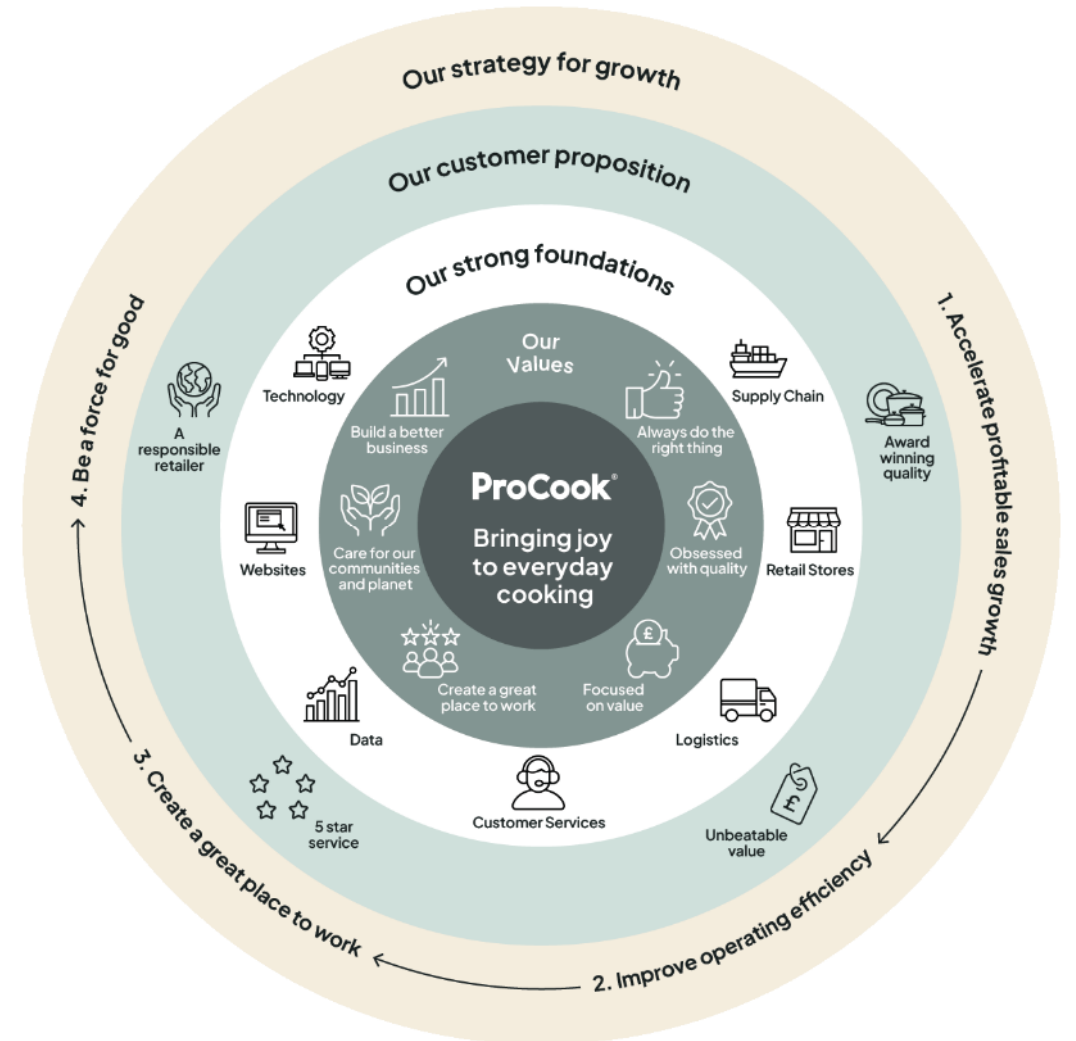 Our strategy for growth
Our customer proposition
Our strong foundations
Our
Values
ProCook®
Bringing joy
to everyday
cooking
Always do the
right thing
Obsessed
with quality
£
Focused
on value
Create a great
place to work
Care for our
communities
and planet
Build a better
business
Supply Chain
Retail Stores
Logistics
Customer Services
Data
Websites
Technology
Award
winning
quality
£
Unbeatable
value
5 star
service
A
responsible
retailer
1. Accelerate profitable sales growth
2. Improve operating efficiency
3. Create a great place to work
4. Be a force for good